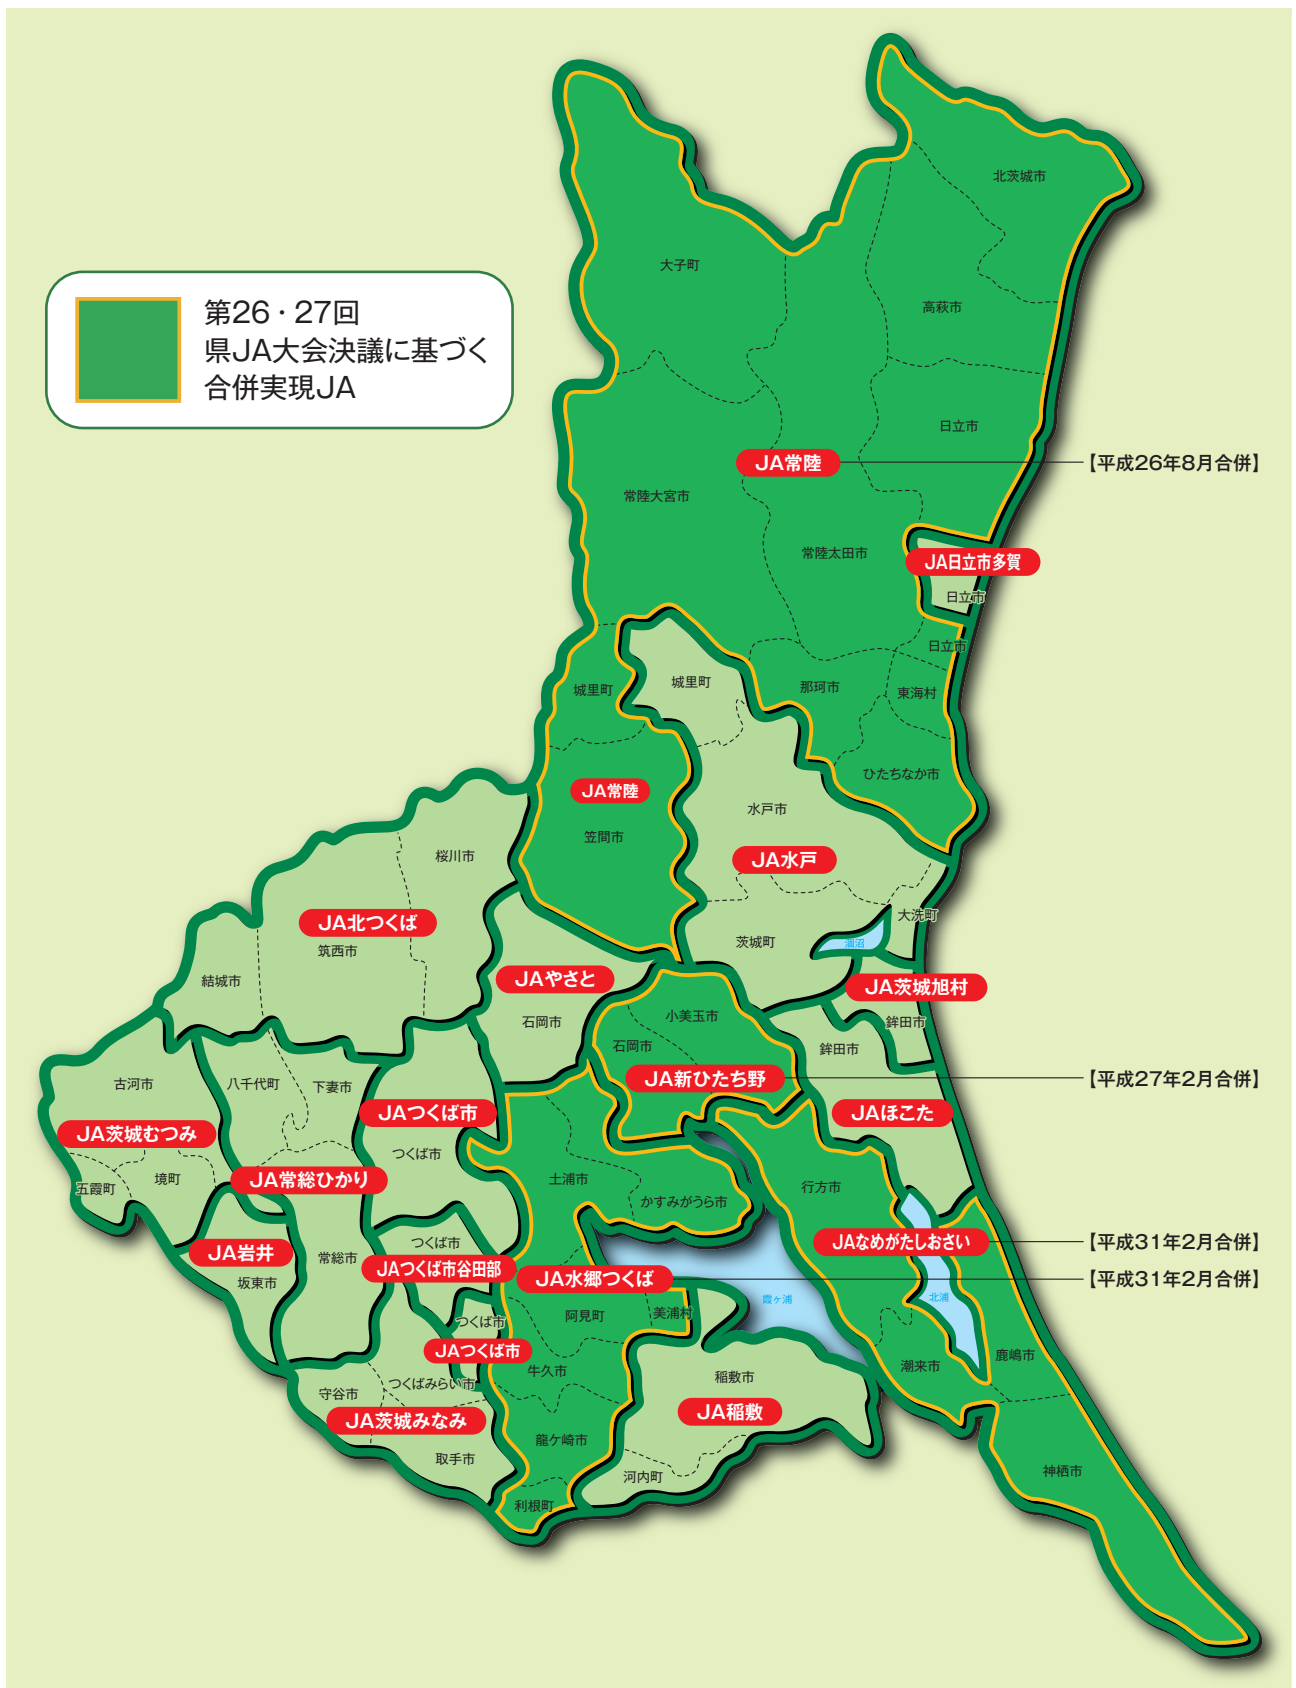 第26・27回
県JA大会決議に基づく
合併実現JA
北茨城市
大子町
高萩市
日立市
JA常陸
【平成26年8月合併】
常陸大宮市
常陸太田市
JA日立市多賀
日立市
日立市
城里町
城里町
那珂市
東海村
ひたちなか市
JA常陸
水戸市
笠間市
桜川市
JA水戸
大洗町
JA北つくば
茨城町
涸沼
筑西市
結城市
JAやさと
JA茨城旭村
石岡市
小美玉市
鉾田市
石岡市
鉾田市
古河市
八千代町
下妻市
JA新ひたち野
【平成27年2月合併】
JAつくば市
JAほこた
JA茨城むつみ
つくば市
JA常総ひかり
境町
五霞町
土浦市
かすみがうら市
行方市
つくば市
JAなめがたしおさい
【平成31年2月合併】
JA岩井
常総市
坂東市
JAつくば市谷田部
JA水郷つくば
【平成31年2月合併】
霞ヶ浦
北浦
つくば市
阿見町
美浦村
JAつくば市
鹿嶋市
潮来市
牛久市
稲敷市
つくばみらい市
守谷市
JA茨城みなみ
JA稲敷
龍ケ崎市
取手市
河内町
神栖市
利根町